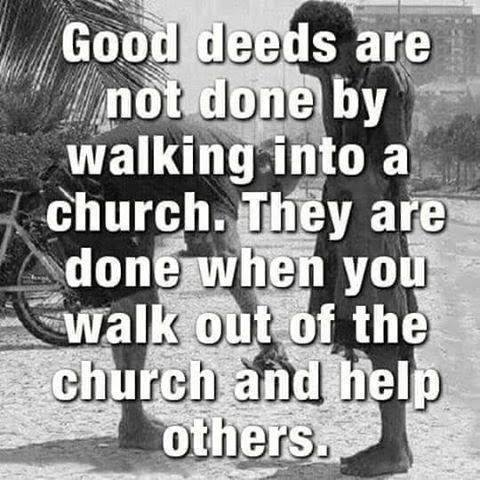 Good deeds are
not done by
walking into a
church. They are
done when you
walk out of the
church and help
others.